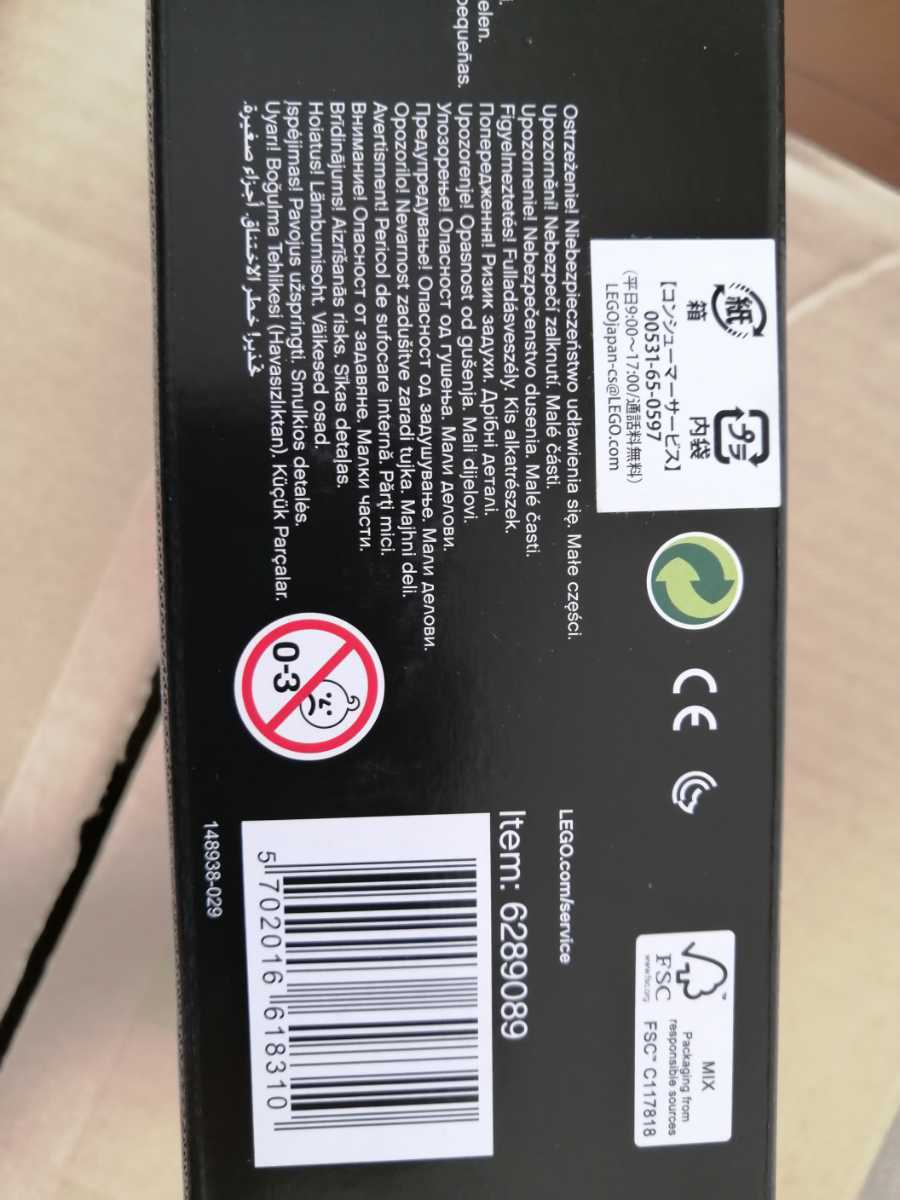 elen.
pequeñas.
Ostrzeżenie! Niebezpieczeństwo udławienia się. Małe części.
Upozornění! Nebezpečí zalknutí. Malé části.
Upozornenie! Nebezpečenstvo dusenia. Malé časti.
Figyelmeztetés! Fulladásveszély. Kis alkatrészek.
Попередження! Ризик задухи. Дрібні деталі.
Upozorenje! Opasnost od gušenja. Mali dijelovi.
Упозорење! Опасност од гушења. Мали делови.
Предупредување! Опасност од задушување. Мали делови.
Opozorilo! Nevarnost zadušitve zaradi tujka. Majhni deli.
Avertisment! Pericol de sufocare internă. Părți mici.
Внимание! Опасност от задавяне. Малки части.
Brīdinājums! Aizrīšanās risks. Sīkas detaļas.
Hoiatus! Lämbumisoht. Väikesed osad.
Įspėjimas! Pavojus užspringti. Smulkios detalės.
Uyarı! Boğulma Tehlikesi (Havasızlıktan). Küçük Parçalar.
تحذير! خطر الاختناق. أجزاء صغيرة.
紙
箱
プラ
内袋
【コンシューマーサービス】
00531-65-0597
(平日9:00～17:00/通話料無料)
LEGOjapan-cs@LEGO.com
CE
0-3
LEGO.com/service
Item: 6289089
5 702016 618310
148938-029
FSC
www.fsc.org
MIX
Packaging from
responsible sources
FSC™ C117818